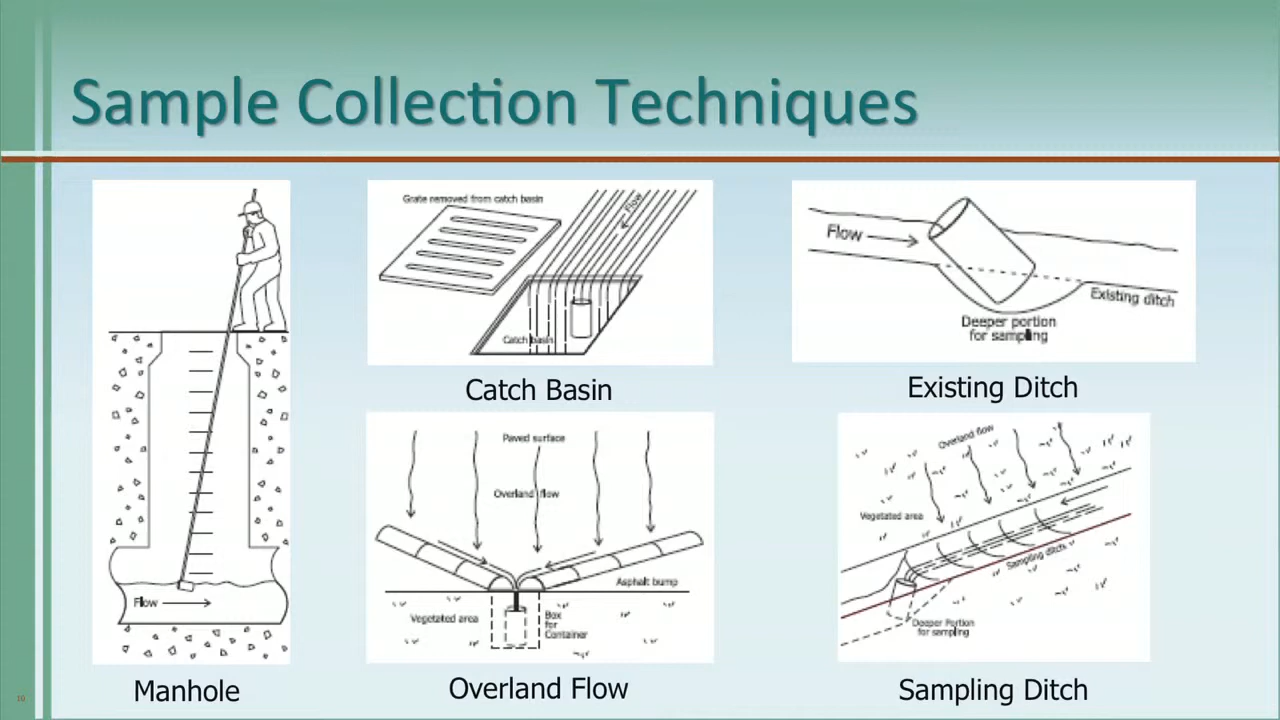 Sample Collection Techniques
Flow
Manhole
Grate removed from catch basin
Flow
Catch basin
Catch Basin
Flow
Existing ditch
Deeper portion
for sampling
Existing Ditch
Paved surface
Overland flow
Asphalt bump
Vegetated area
Box
for
Container
Overland Flow
Overland flow
Vegetated area
Sampling ditch
Deeper Portion
for sampling
Sampling Ditch
10